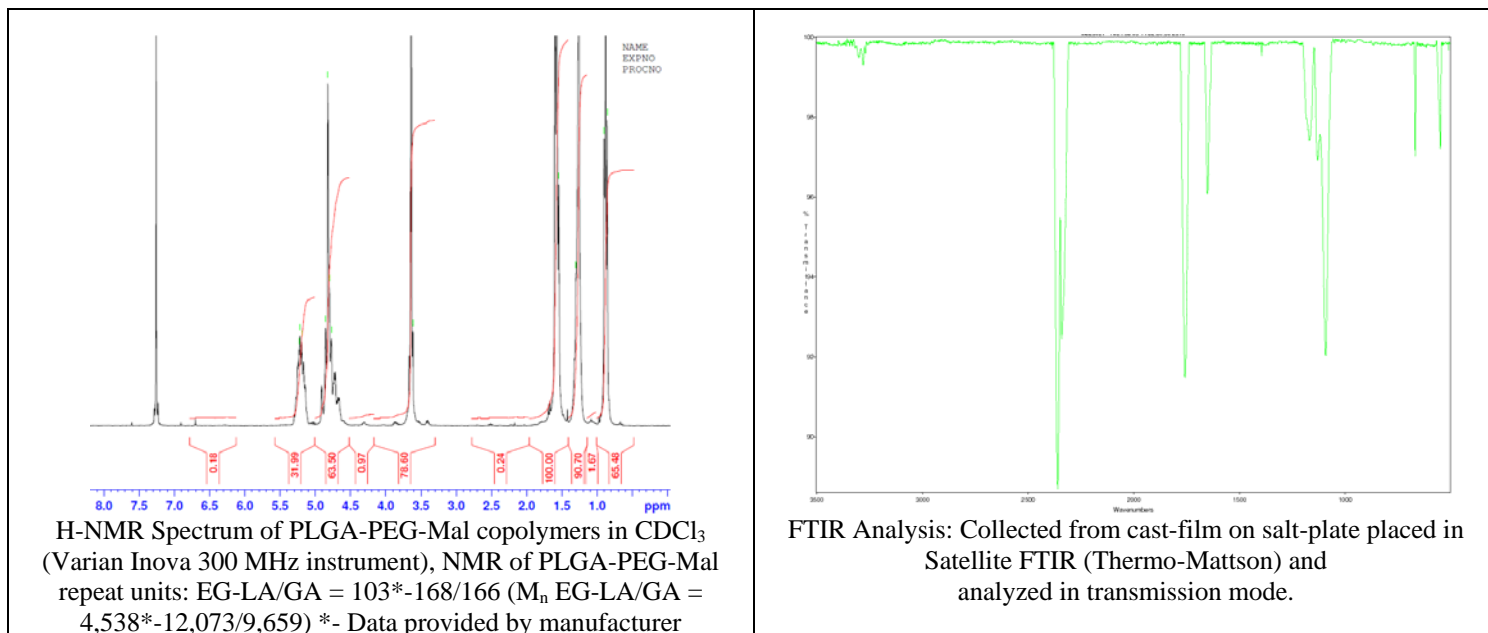 NAME
EXPNO
PROCNO
0.18
31.99
63.50
0.97
78.60
0.24
100.00
90.70
1.67
65.48
8.0 7.5 7.0 6.5 6.0 5.5 5.0 4.5 4.0 3.5 3.0 2.5 2.0 1.5 1.0 ppm
H-NMR Spectrum of PLGA-PEG-Mal copolymers in CDCl₃
(Varian Inova 300 MHz instrument), NMR of PLGA-PEG-Mal
repeat units: EG-LA/GA = 103*-168/166 (Mₙ EG-LA/GA =
4,538*-12,073/9,659) *- Data provided by manufacturer
100
98
96
94
92
90
% Transmittance
3500 3000 2500 2000 1500 1000
Wavenumbers
FTIR Analysis: Collected from cast-film on salt-plate placed in
Satellite FTIR (Thermo-Mattson) and
analyzed in transmission mode.